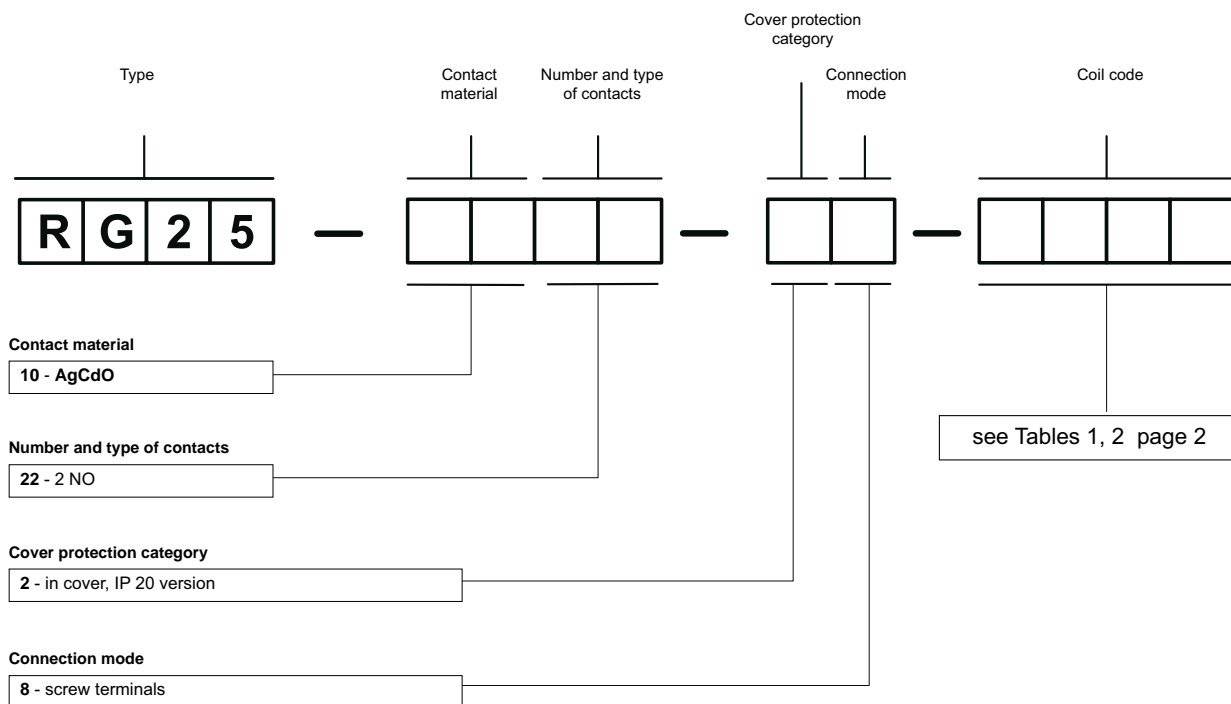 Cover protection
category
Type
Contact
material
Number and type
of contacts
Connection
mode
Coil code
RG25 — — —
Contact material
10 - AgCdO
see Tables 1, 2 page 2
Number and type of contacts
22 - 2 NO
Cover protection category
2 - in cover, IP 20 version
Connection mode
8 - screw terminals